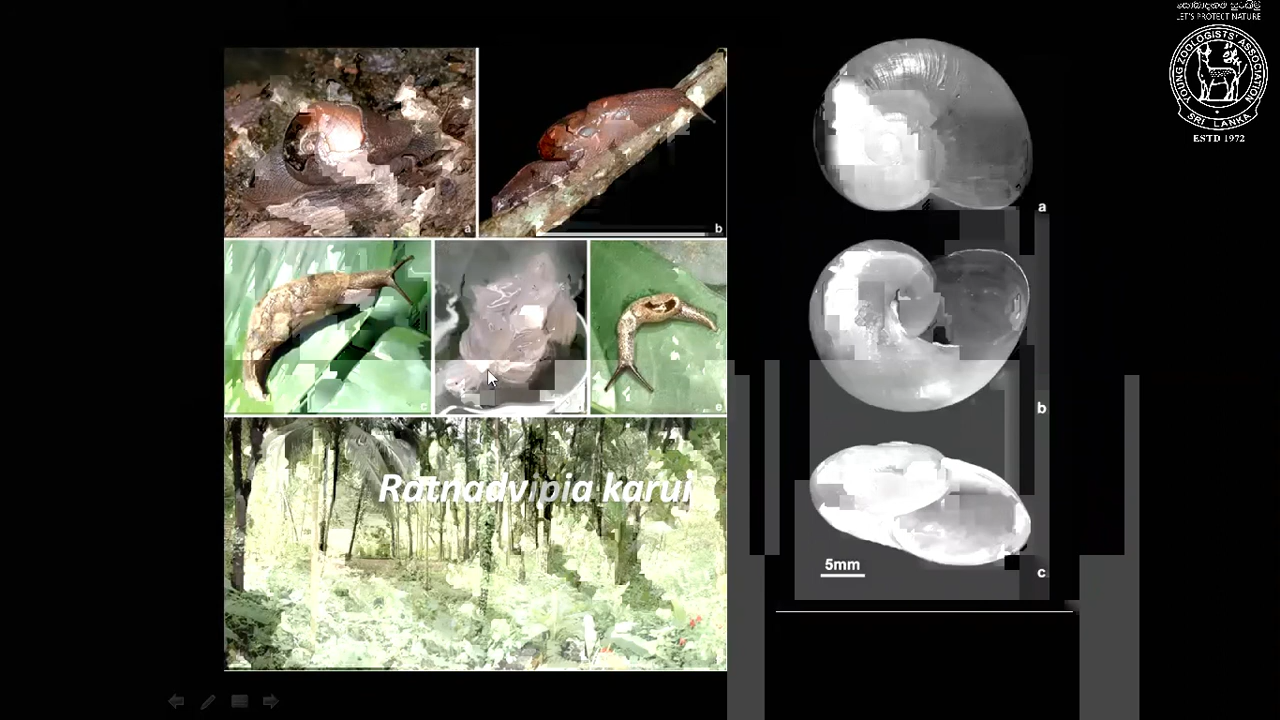 LET'S PROTECT NATURE
YOUNG ZOOLOGISTS' ASSOCIATION
SRI LANKA
ESTD 1972
a
b
a
b
c
e
Ratnadvipia karui
5mm
c